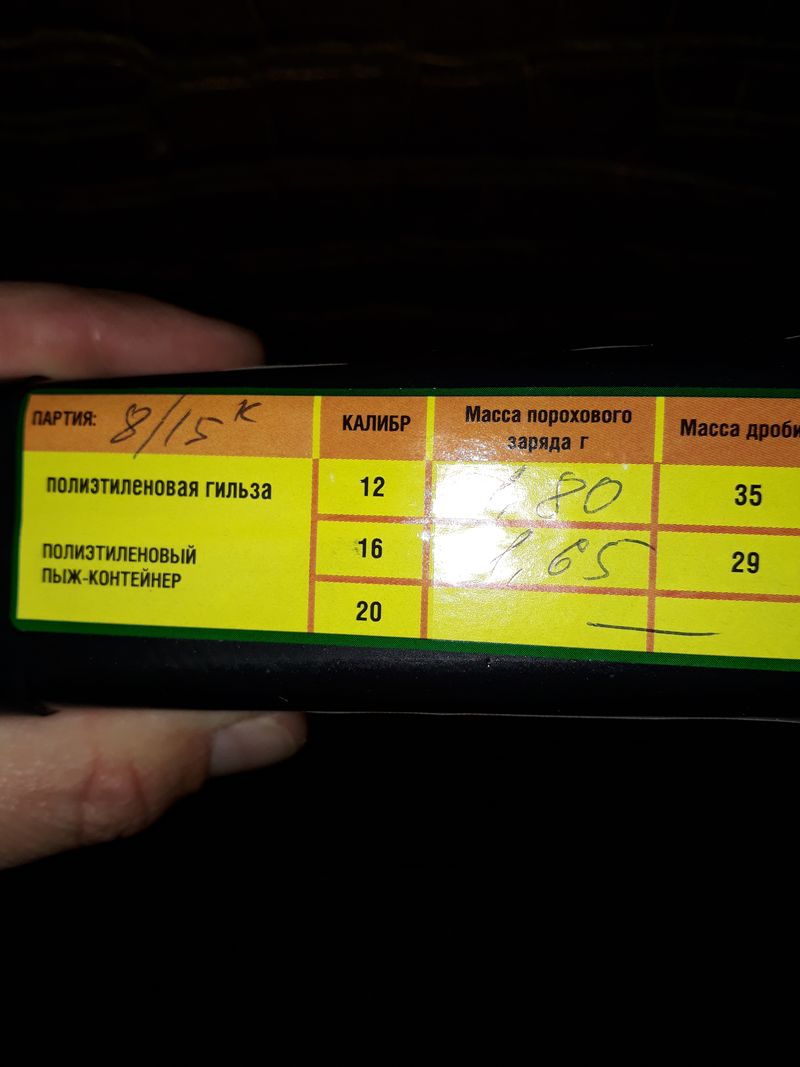 ПАРТИЯ: 8/15к КАЛИБР Масса порохового заряда г Масса дроби
полиэтиленовая гильза 12 1,80 35
ПОЛИЭТИЛЕНОВЫЙ ПЫЖ-КОНТЕЙНЕР 16 1,65 29
20 —